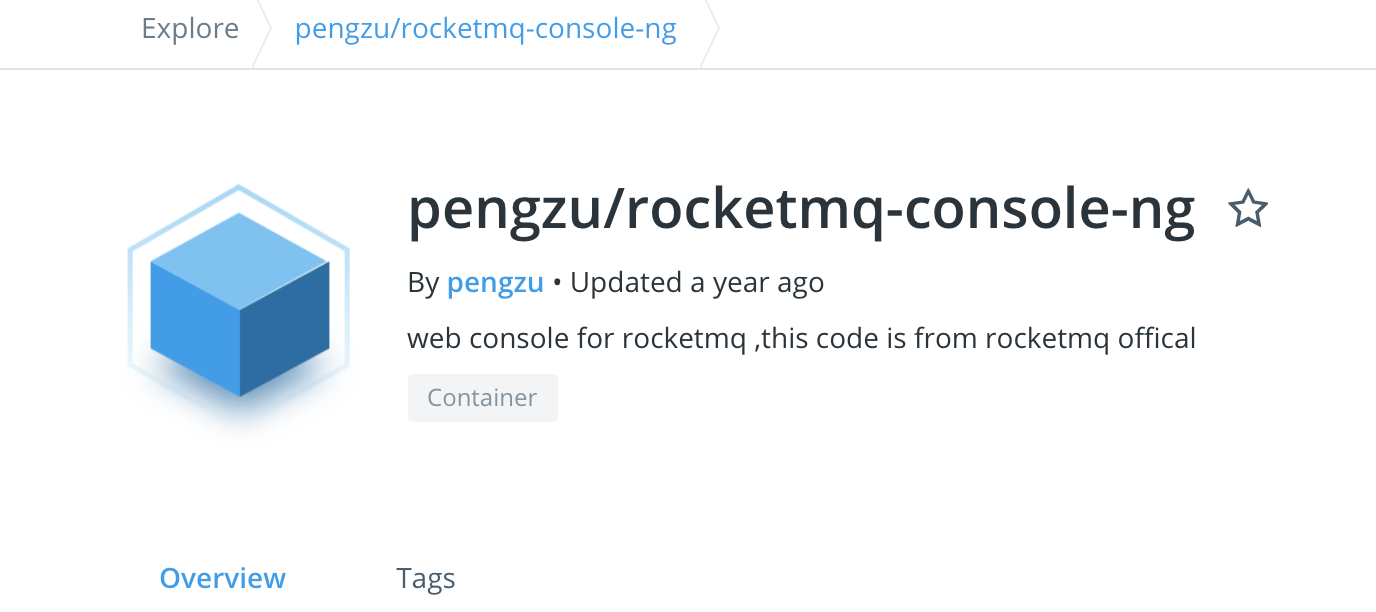 Explore
pengzu/rocketmq-console-ng
pengzu/rocketmq-console-ng
By pengzu • Updated a year ago
web console for rocketmq ,this code is from rocketmq offical
Container
Overview
Tags